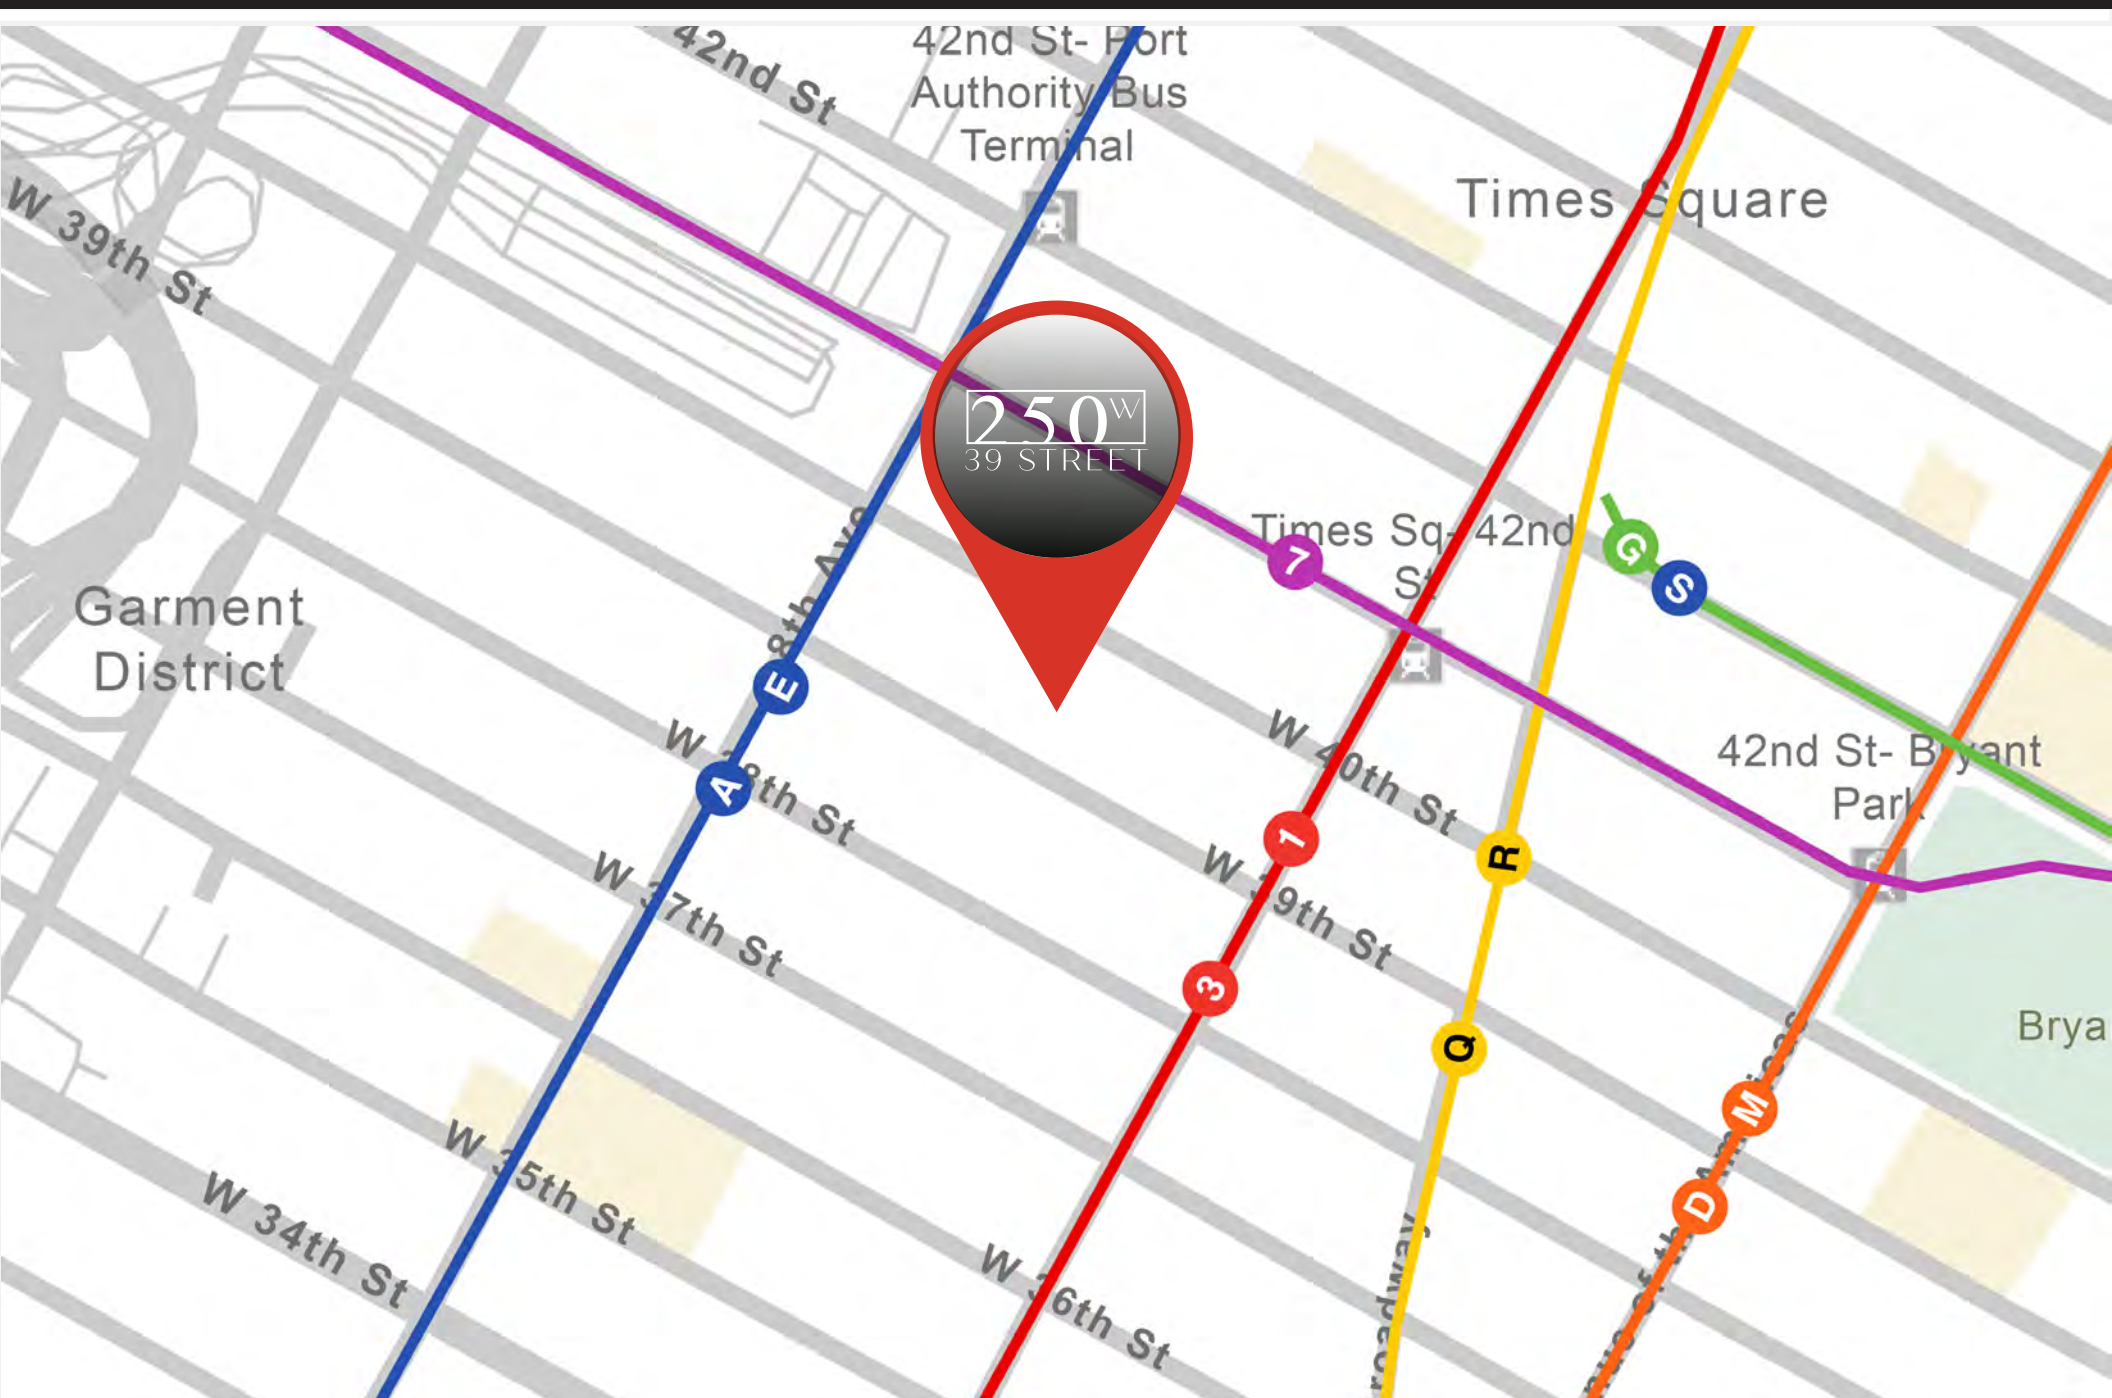 42nd St
42nd St- Port
Authority Bus
Terminal
Times Square
W 39th St
250W
39 STREET
Times Sq- 42nd
St
7
G
S
8th Ave
Garment
District
E
A
W 38th St
W 40th St
42nd St- Bryant
Park
1
R
W 39th St
W 37th St
3
Q
Brya
M
D
W 35th St
W 34th St
W 36th St
roadway